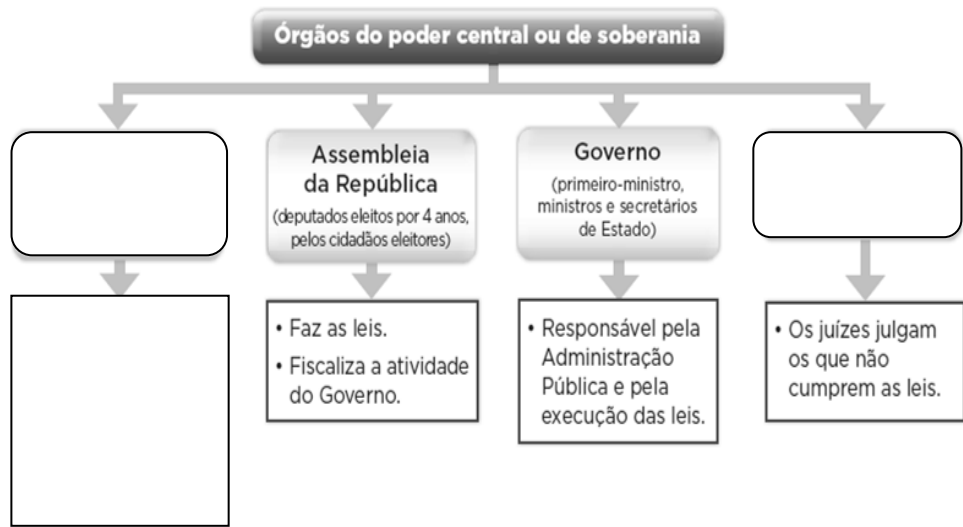 Órgãos do poder central ou de soberania
Assembleia
da República
(deputados eleitos por 4 anos,
pelos cidadãos eleitores)
Governo
(primeiro-ministro,
ministros e secretários
de Estado)
• Faz as leis.
• Fiscaliza a atividade
do Governo.
• Responsável pela
Administração
Pública e pela
execução das leis.
• Os juízes julgam
os que não
cumprem as leis.